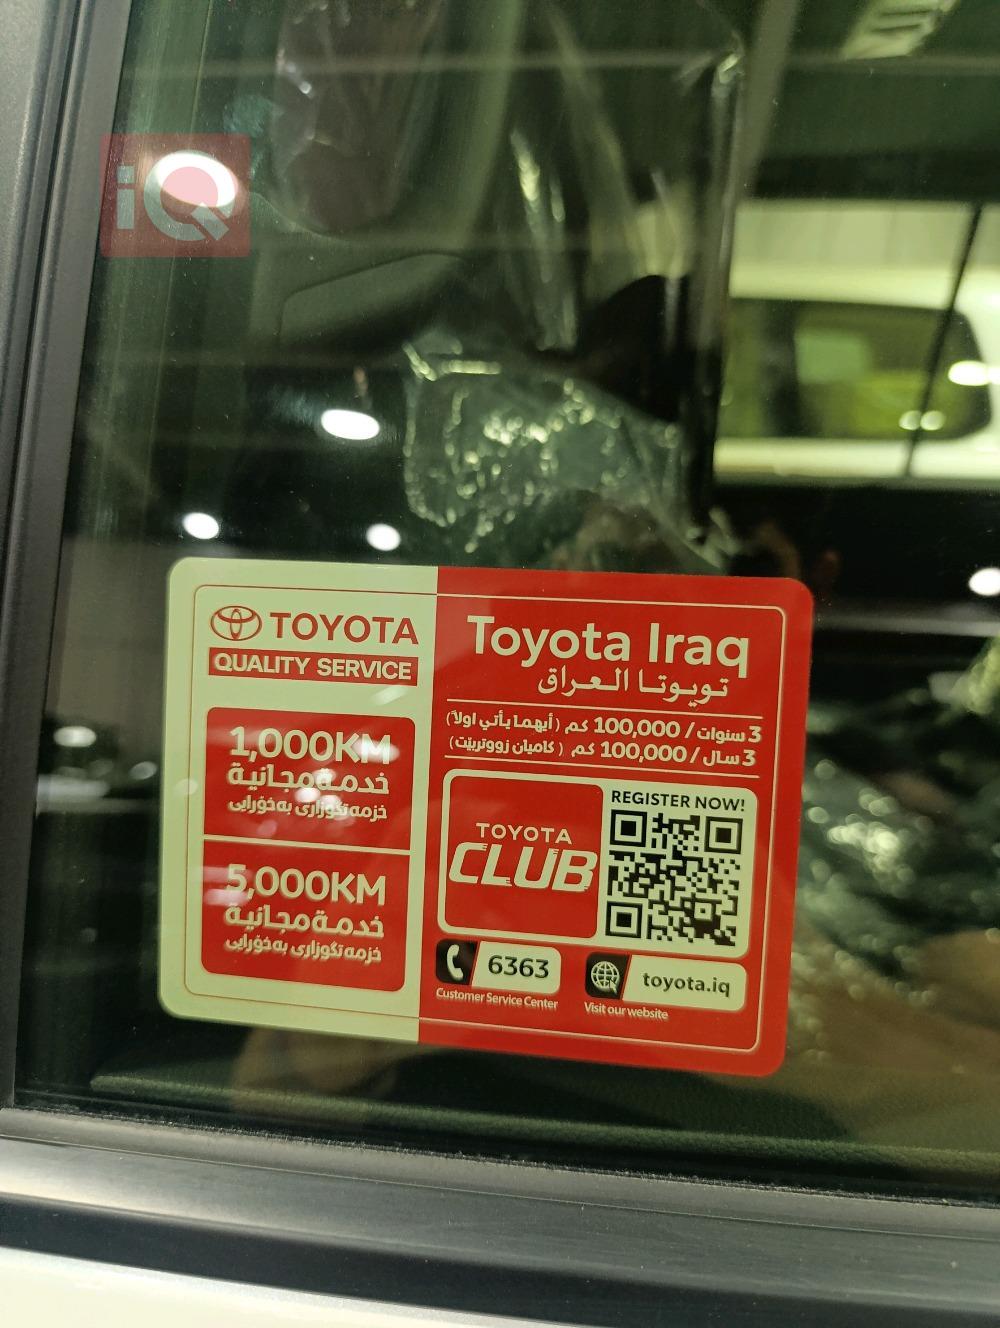 iQ
TOYOTA
QUALITY SERVICE
1,000KM
خدمة مجانية
خزمەتگوزاری بەخۆرایی
5,000KM
خدمة مجانية
خزمەتگوزاری بەخۆرایی
Toyota Iraq
تويوتا العراق
3 سنوات / 100,000 كم (أيهما يأتي اولاً)
3 سال / 100,000 كم (كامیان زووتربێت)
TOYOTA
CLUB
REGISTER NOW!
6363
Customer Service Center
toyota.iq
Visit our website